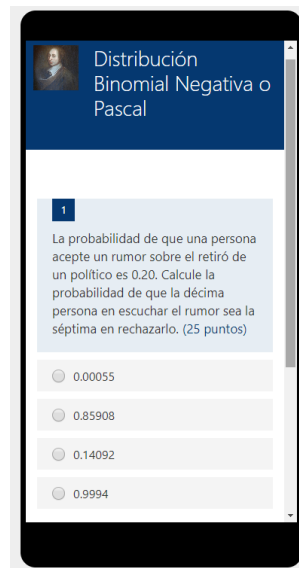 Distribución
Binomial Negativa o
Pascal
1
La probabilidad de que una persona
acepte un rumor sobre el retiró de
un político es 0.20. Calcule la
probabilidad de que la décima
persona en escuchar el rumor sea la
séptima en rechazarlo. (25 puntos)
0.00055
0.85908
0.14092
0.9994